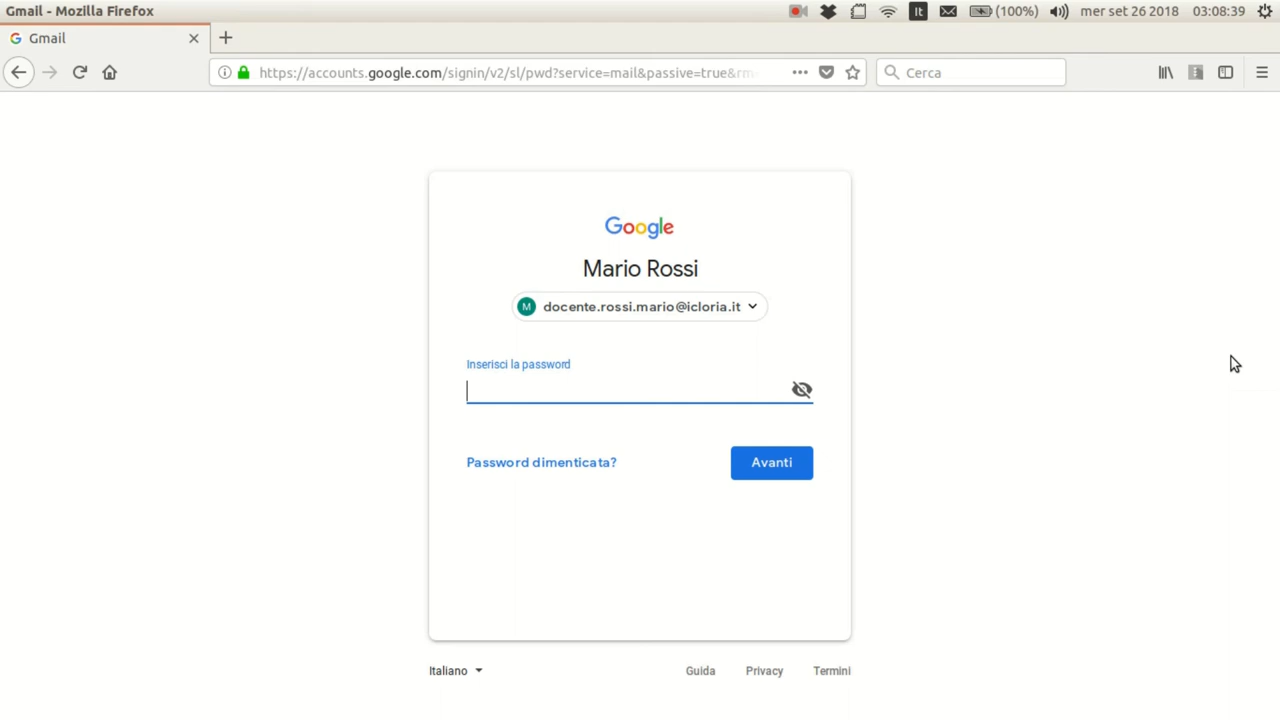 Gmail - Mozilla Firefox
It
(100%)
mer set 26 2018
03:08:39
Gmail
https://accounts.google.com/signin/v2/sl/pwd?service=mail&passive=true&rm
Cerca
Google
Mario Rossi
M
docente.rossi.mario@icloria.it
Inserisci la password
Password dimenticata?
Avanti
Italiano
Guida
Privacy
Termini